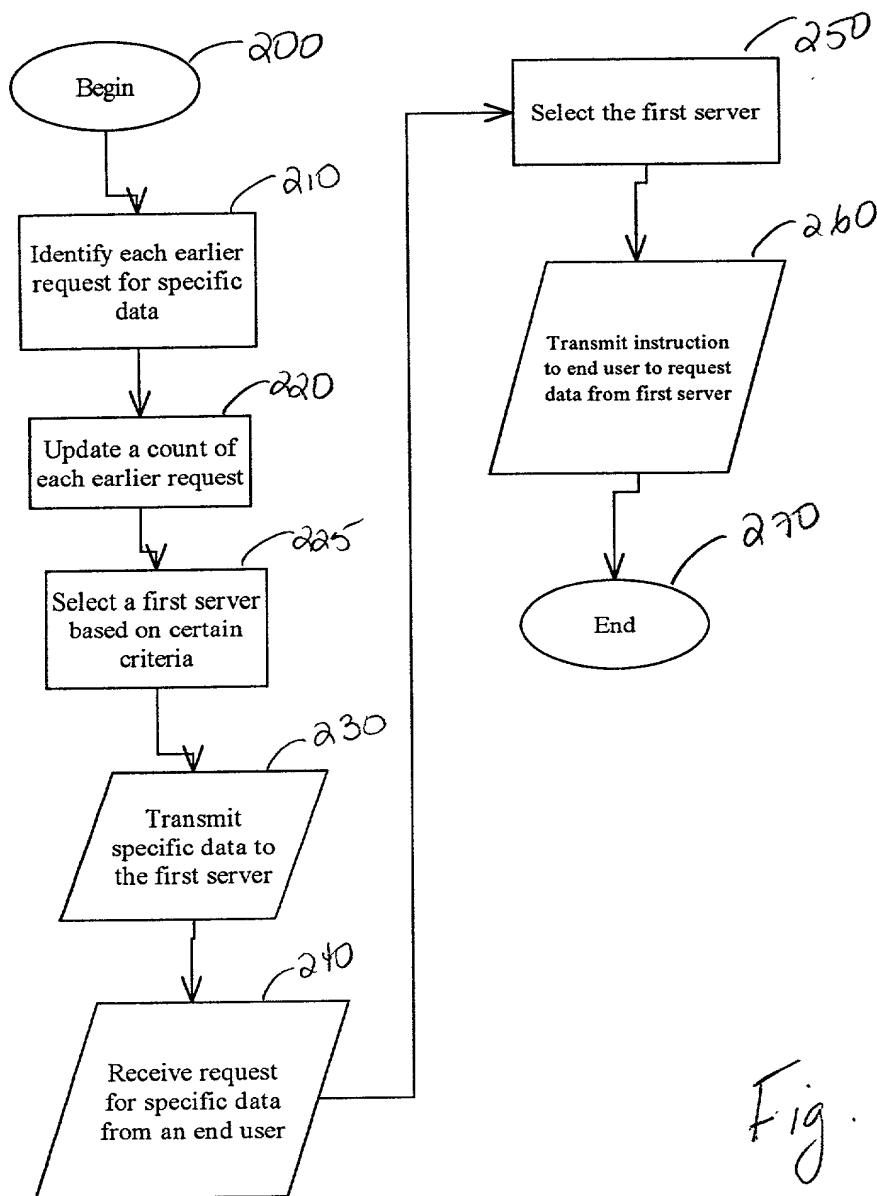 200
Begin
210
Identify each earlier
request for specific
data
220
Update a count of
each earlier request
225
Select a first server
based on certain
criteria
230
Transmit
specific data to
the first server
240
Receive request
for specific data
from an end user
250
Select the first server
260
Transmit instruction
to end user to request
data from first server
270
End
Fig.